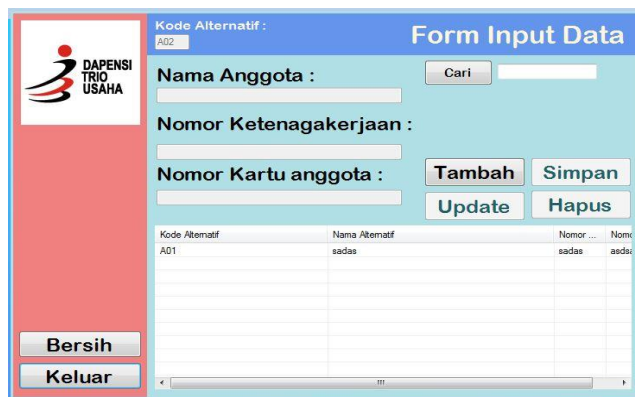 DAPENSI
TRIO
USAHA
Kode Alternatif :
A02
Form Input Data
Nama Anggota :
Cari
Nomor Ketenagakerjaan :
Nomor Kartu anggota :
Tambah Simpan
Update Hapus
Kode Alternatif Nama Alternatif Nomor ...
A01 sadas sadas
Bersih
Keluar